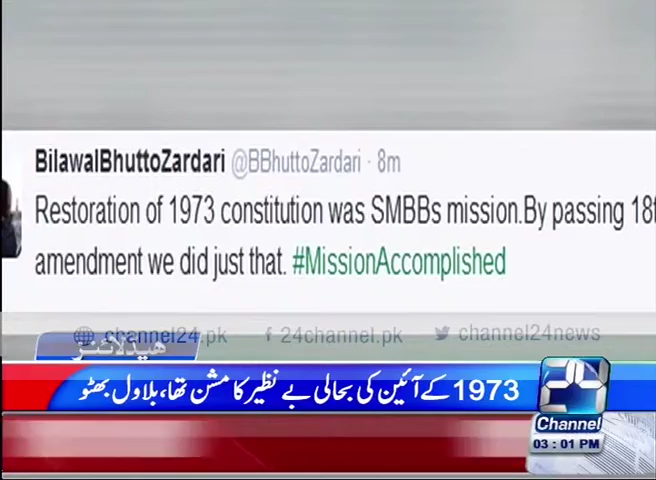 BilawalBhuttoZardari @BBhuttoZardari · 8m
Restoration of 1973 constitution was SMBBs mission.By passing 18t
amendment we did just that. #MissionAccomplished
channel24.pk 24channel.pk channel24news
ہیڈلائنز
1973 کے آئین کی بحالی بے نظیر کا مشن تھا، بلاول بھٹو
24
Channel
03:01 PM